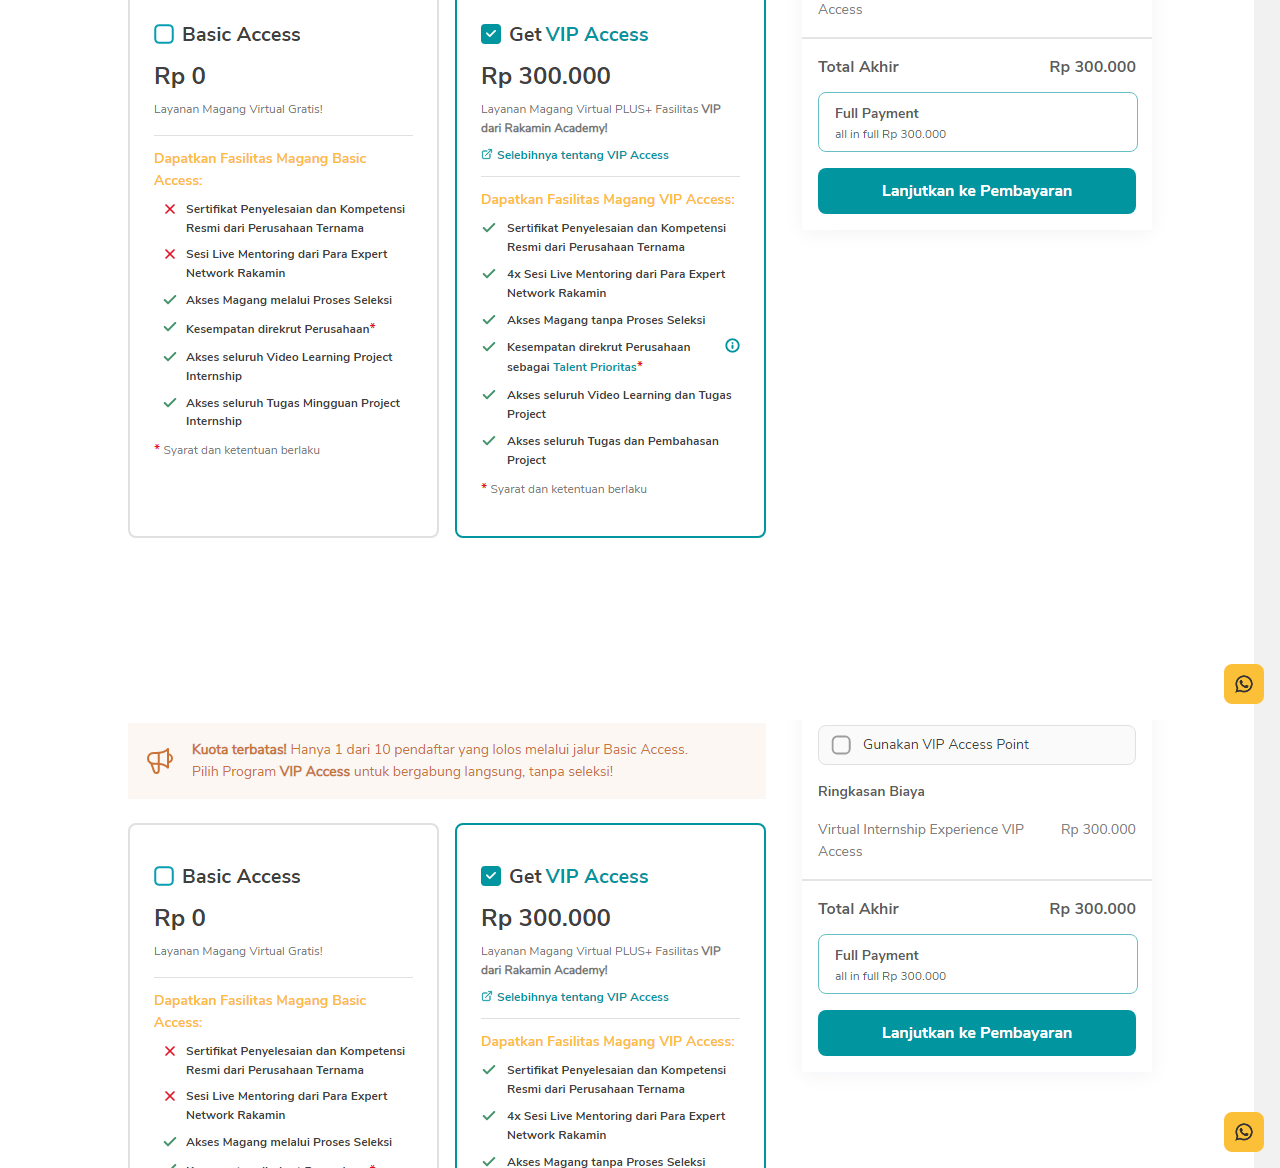 Basic Access
Rp 0
Layanan Magang Virtual Gratis!
Dapatkan Fasilitas Magang Basic
Access:
Sertifikat Penyelesaian dan Kompetensi
Resmi dari Perusahaan Ternama
Sesi Live Mentoring dari Para Expert
Network Rakamin
Akses Magang melalui Proses Seleksi
Kesempatan direkrut Perusahaan*
Akses seluruh Video Learning Project
Internship
Akses seluruh Tugas Mingguan Project
Internship
* Syarat dan ketentuan berlaku
Get VIP Access
Rp 300.000
Layanan Magang Virtual PLUS+ Fasilitas VIP
dari Rakamin Academy!
Selebihnya tentang VIP Access
Dapatkan Fasilitas Magang VIP Access:
Sertifikat Penyelesaian dan Kompetensi
Resmi dari Perusahaan Ternama
4x Sesi Live Mentoring dari Para Expert
Network Rakamin
Akses Magang tanpa Proses Seleksi
Kesempatan direkrut Perusahaan
sebagai Talent Prioritas*
Akses seluruh Video Learning dan Tugas
Project
Akses seluruh Tugas dan Pembahasan
Project
* Syarat dan ketentuan berlaku
Access
Total Akhir Rp 300.000
Full Payment
all in full Rp 300.000
Lanjutkan ke Pembayaran
Kuota terbatas! Hanya 1 dari 10 pendaftar yang lolos melalui jalur Basic Access.
Pilih Program VIP Access untuk bergabung langsung, tanpa seleksi!
Basic Access
Rp 0
Layanan Magang Virtual Gratis!
Dapatkan Fasilitas Magang Basic
Access:
Sertifikat Penyelesaian dan Kompetensi
Resmi dari Perusahaan Ternama
Sesi Live Mentoring dari Para Expert
Network Rakamin
Akses Magang melalui Proses Seleksi
Get VIP Access
Rp 300.000
Layanan Magang Virtual PLUS+ Fasilitas VIP
dari Rakamin Academy!
Selebihnya tentang VIP Access
Dapatkan Fasilitas Magang VIP Access:
Sertifikat Penyelesaian dan Kompetensi
Resmi dari Perusahaan Ternama
4x Sesi Live Mentoring dari Para Expert
Network Rakamin
Akses Magang tanpa Proses Seleksi
Gunakan VIP Access Point
Ringkasan Biaya
Virtual Internship Experience VIP Rp 300.000
Access
Total Akhir Rp 300.000
Full Payment
all in full Rp 300.000
Lanjutkan ke Pembayaran